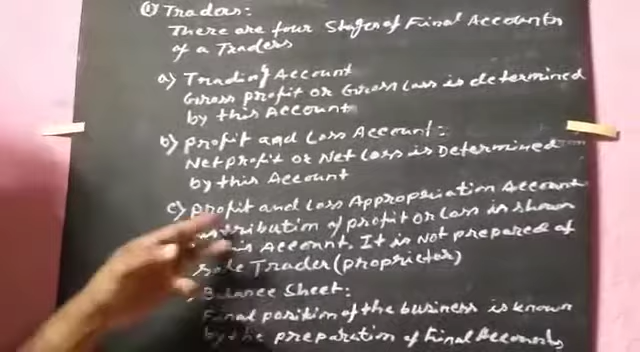 ① Traders:
There are four Stages of Final Accounts
of a Traders
a) Trading Account
Gross profit or Gross Loss is determined
by this Account
b) profit and Loss Account:
Net profit or Net Loss is Determined
by this Account
c) profit and Loss Appropriation Account
of profit or Loss is shown
is Account. It is Not prepared of
Sole Trader (proprietor)
Balance Sheet:
Final position of the business is known
by the preparation of Final Accounts